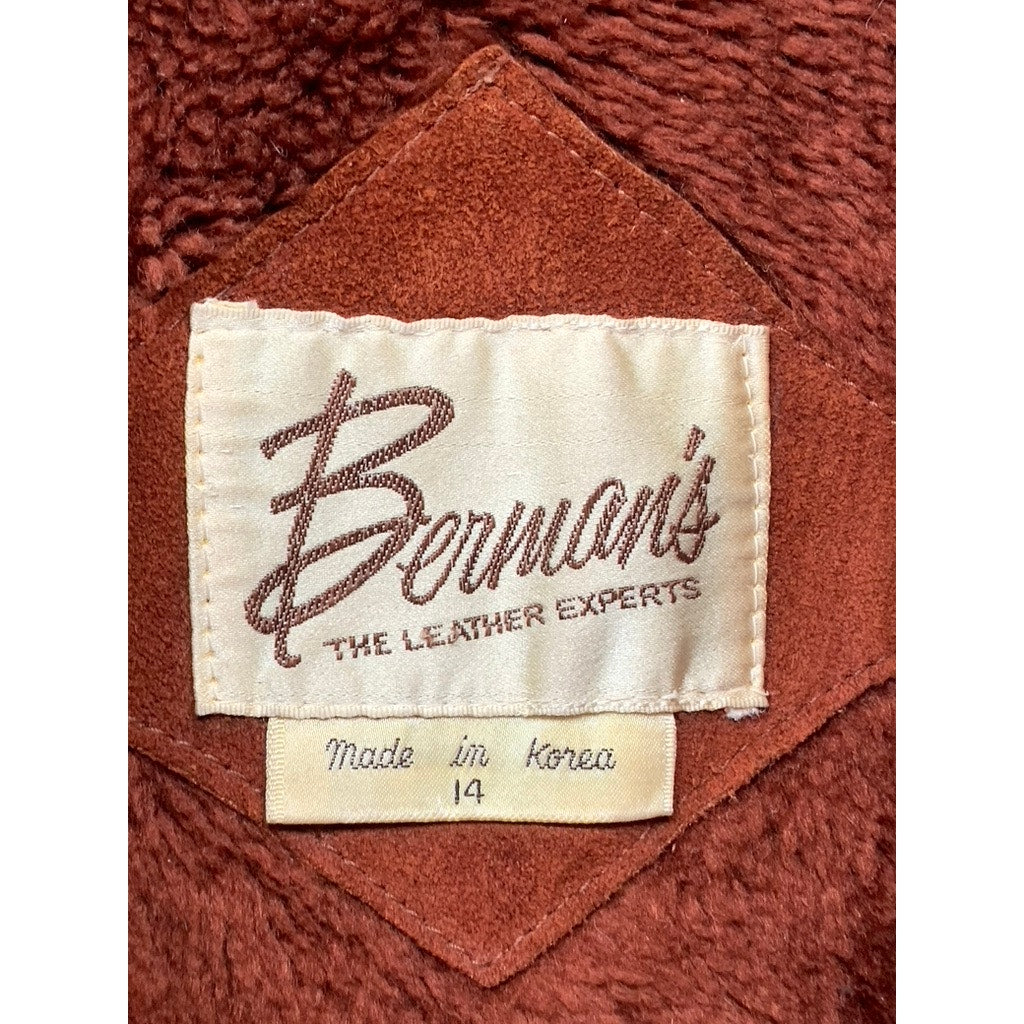 Berman's
THE LEATHER EXPERTS
Made in Korea
14